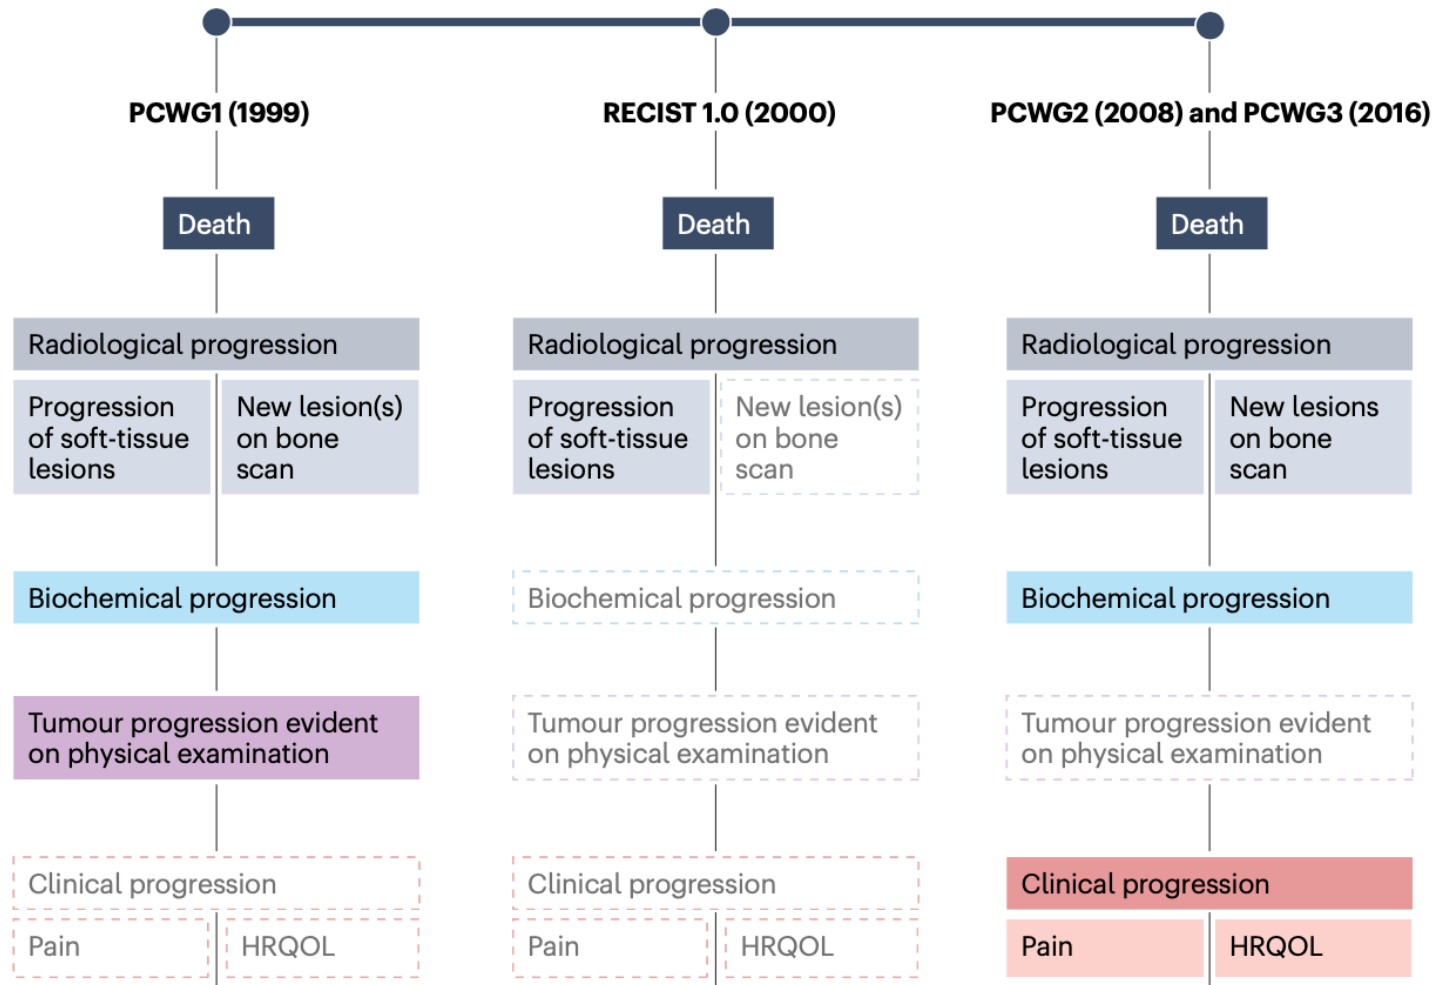 PCWG1 (1999)
RECIST 1.0 (2000)
PCWG2 (2008) and PCWG3 (2016)
Death
Death
Death
Radiological progression
Radiological progression
Radiological progression
Progression
of soft-tissue
lesions
New lesion(s)
on bone
scan
Progression
of soft-tissue
lesions
New lesion(s)
on bone
scan
Progression
of soft-tissue
lesions
New lesions
on bone
scan
Biochemical progression
Biochemical progression
Biochemical progression
Tumour progression evident
on physical examination
Tumour progression evident
on physical examination
Tumour progression evident
on physical examination
Clinical progression
Clinical progression
Clinical progression
Pain
HRQOL
Pain
HRQOL
Pain
HRQOL